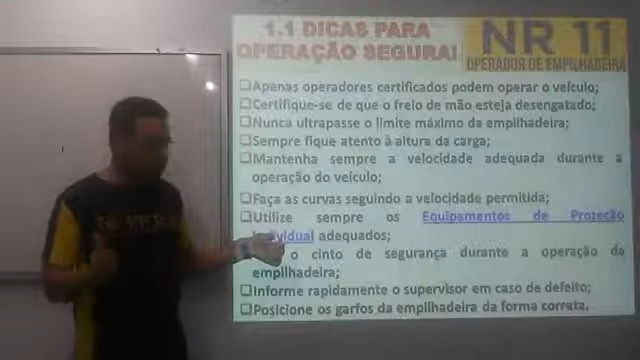 1.1 DICAS PARA
OPERAÇÃO SEGURA!
NR 11
OPERADOR DE EMPILHADEIRA
Apenas operadores certificados podem operar o veículo;
Certifique-se de que o freio de mão esteja desengatado;
Nunca ultrapasse o limite máximo da empilhadeira;
Sempre fique atento à altura da carga;
Mantenha sempre a velocidade adequada durante a
operação do veículo;
Faça as curvas seguindo a velocidade permitida;
Utilize sempre os Equipamentos de Proteção
Individual adequados;
o cinto de segurança durante a operação da
empilhadeira;
Informe rapidamente o supervisor em caso de defeito;
Posicione os garfos da empilhadeira da forma correta.